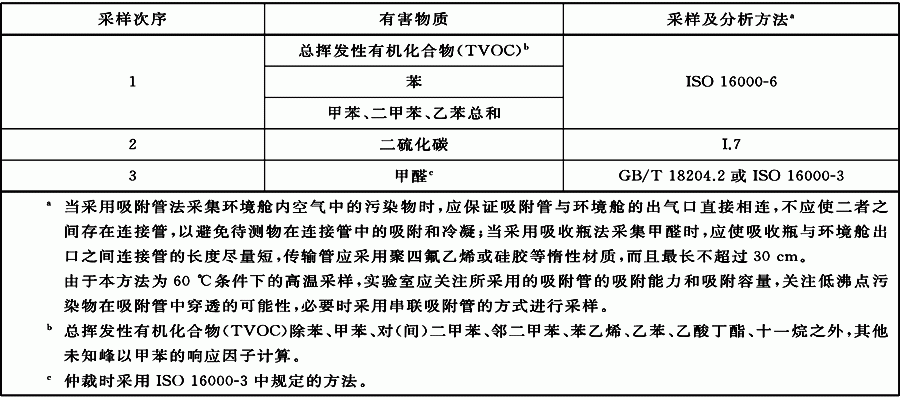 采样次序 有害物质 采样及分析方法a
总挥发性有机化合物(TVOC)b
1 苯 ISO 16000-6
甲苯、二甲苯、乙苯总和
2 二硫化碳 I.7
3 甲醛c GB/T 18204.2 或 ISO 16000-3
a 当采用吸附管法采集环境舱内空气中的污染物时,应保证吸附管与环境舱的出气口直接相连,不应使二者之
间存在连接管,以避免待测物在连接管中的吸附和冷凝;当采用吸收瓶法采集甲醛时,应使吸收瓶与环境舱出
口之间连接管的长度尽量短,传输管应采用聚四氟乙烯或硅胶等惰性材质,而且最长不超过 30 cm。
由于本方法为 60 ℃条件下的高温采样,实验室应关注所采用的吸附管的吸附能力和吸附容量,关注低沸点污
染物在吸附管中穿透的可能性,必要时采用串联吸附管的方式进行采样。
b 总挥发性有机化合物(TVOC)除苯、甲苯、对(间)二甲苯、邻二甲苯、苯乙烯、乙苯、乙酸丁酯、十一烷之外,其他
未知峰以甲苯的响应因子计算。
c 仲裁时采用 ISO 16000-3 中规定的方法。